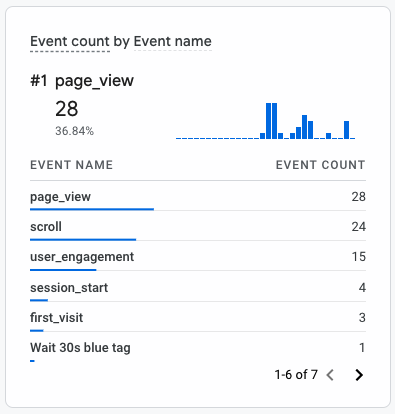 Event count by Event name
#1 page_view
28
36.84%
EVENT NAME EVENT COUNT
page_view 28
scroll 24
user_engagement 15
session_start 4
first_visit 3
Wait 30s blue tag 1
1-6 of 7